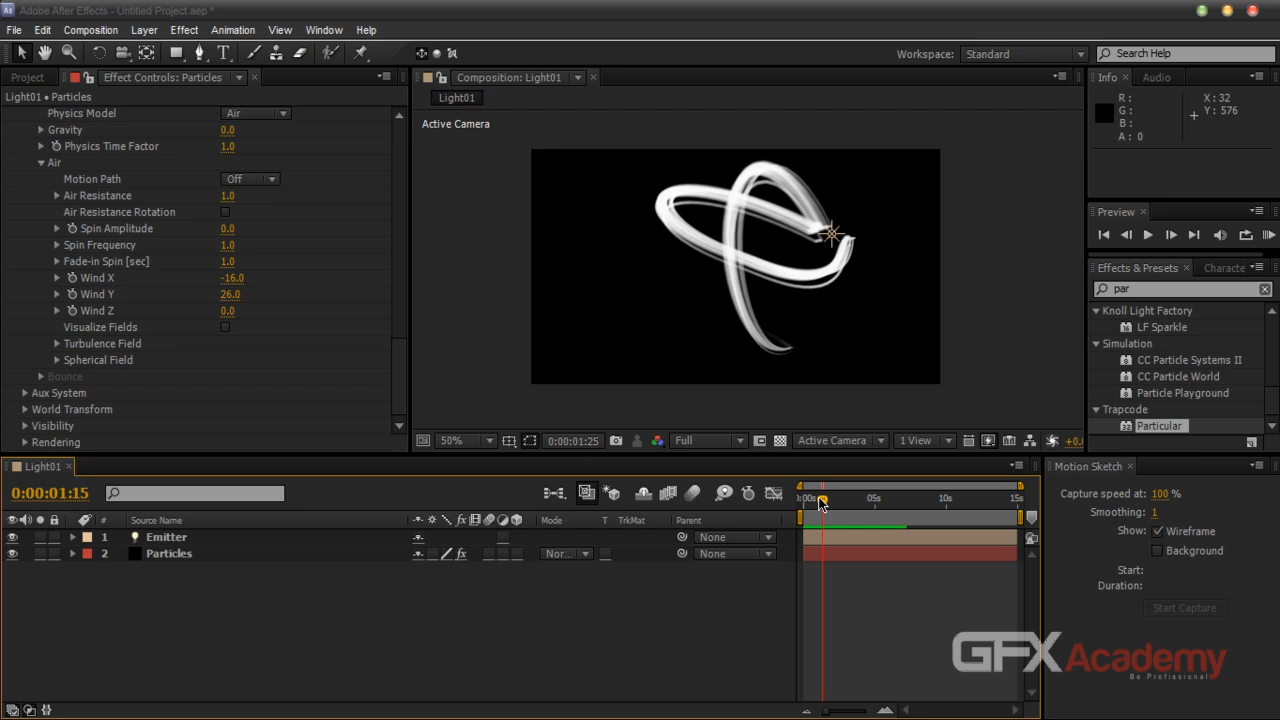 Adobe After Effects - Untitled Project.aep *
File Edit Composition Layer Effect Animation View Window Help
Workspace: Standard Search Help
Project Effect Controls: Particles
Light01 • Particles
Physics Model Air
Gravity 0.0
Physics Time Factor 1.0
Air
Motion Path Off
Air Resistance 1.0
Air Resistance Rotation
Spin Amplitude 0.0
Spin Frequency 1.0
Fade-in Spin [sec] 1.0
Wind X -16.0
Wind Y 26.0
Wind Z 0.0
Visualize Fields
Turbulence Field
Spherical Field
Bounce
Aux System
World Transform
Visibility
Rendering
Composition: Light01
Light01
Active Camera
50% 0:00:01:25 Full Active Camera 1 View +0.
Info Audio
R: X: 32
G: Y: 576
B:
A: 0
Preview
Effects & Presets Characte
par
Knoll Light Factory
LF Sparkle
Simulation
CC Particle Systems II
CC Particle World
Particle Playground
Trapcode
Particular
Light01
0:00:01:15
:00s 05s 10s 15s
# Source Name Mode T TrkMat Parent
1 Emitter None
2 Particles Nor... None
Motion Sketch
Capture speed at: 100 %
Smoothing: 1
Show: Wireframe
Background
Start:
Duration:
Start Capture
GFXAcademy
Be Profissional